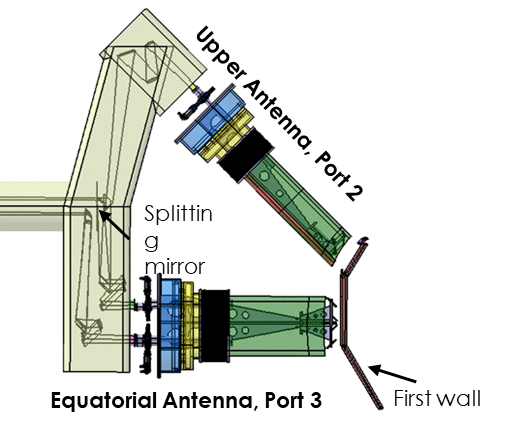 Upper Antenna, Port 2
Splittin
g
mirror
First wall
Equatorial Antenna, Port 3